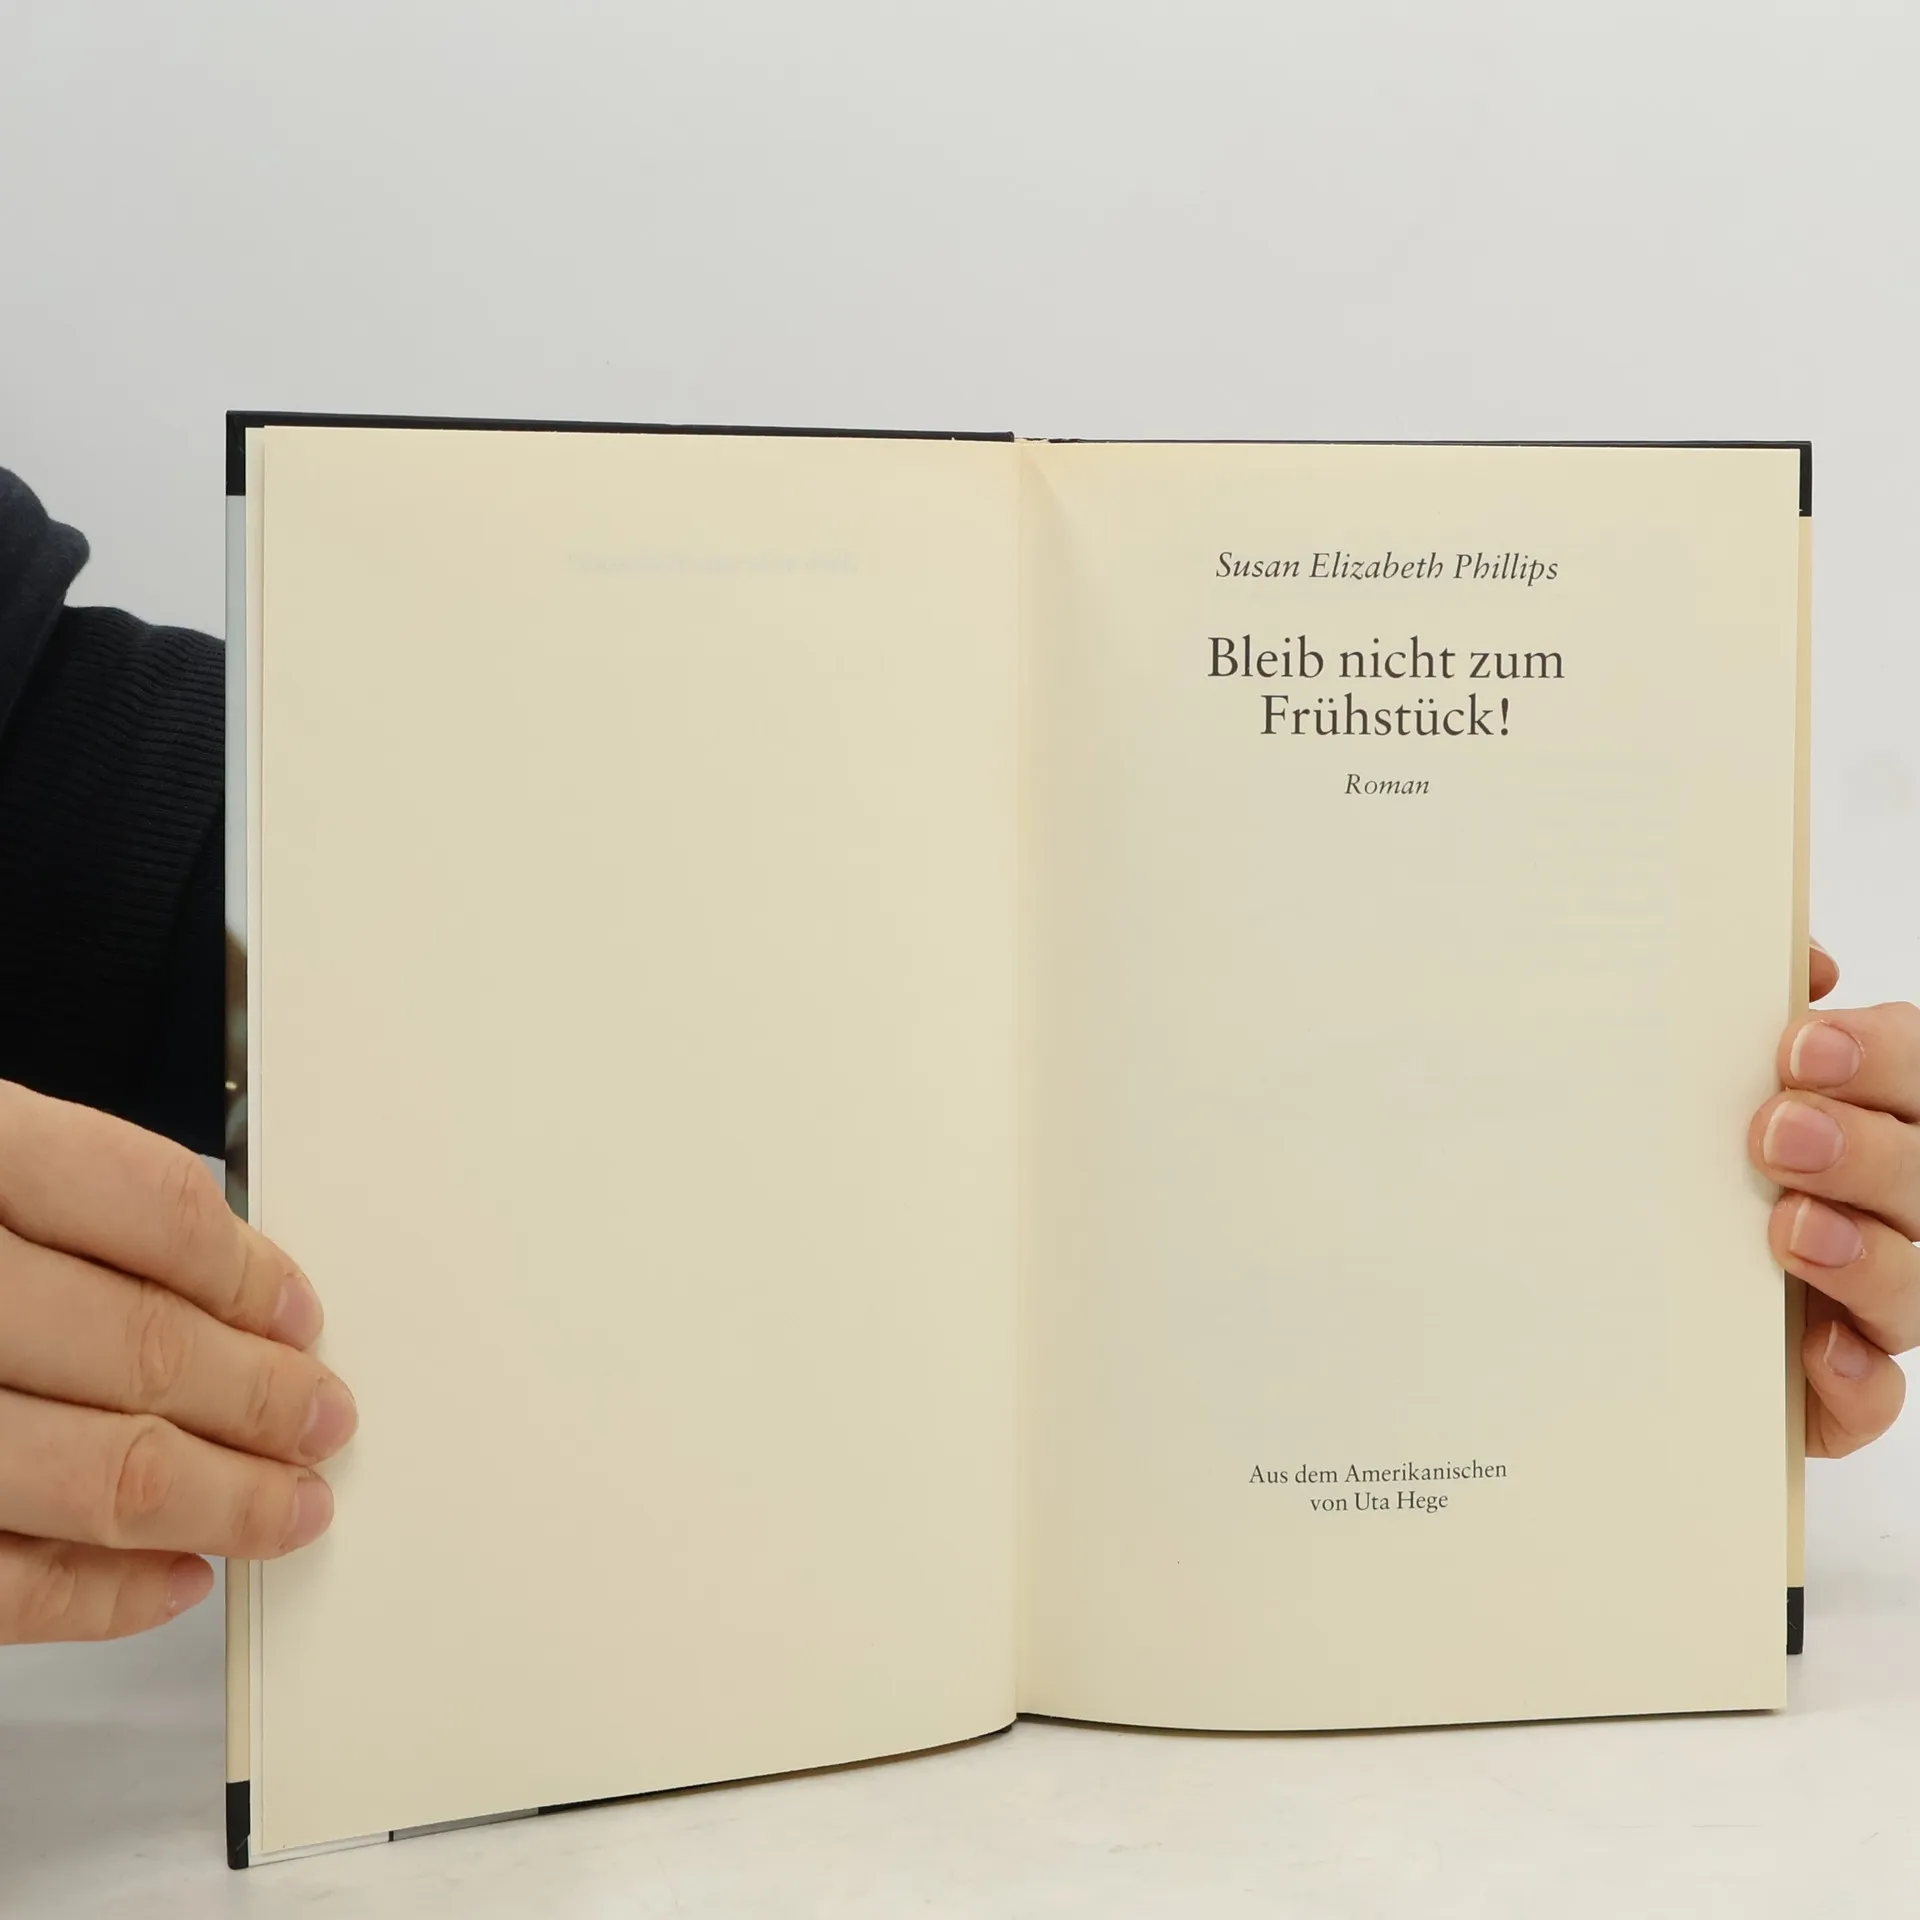 Susan Elizabeth Phillips
Bleib nicht zum
Frühstück!
Roman
Aus dem Amerikanischen
von Uta Hege